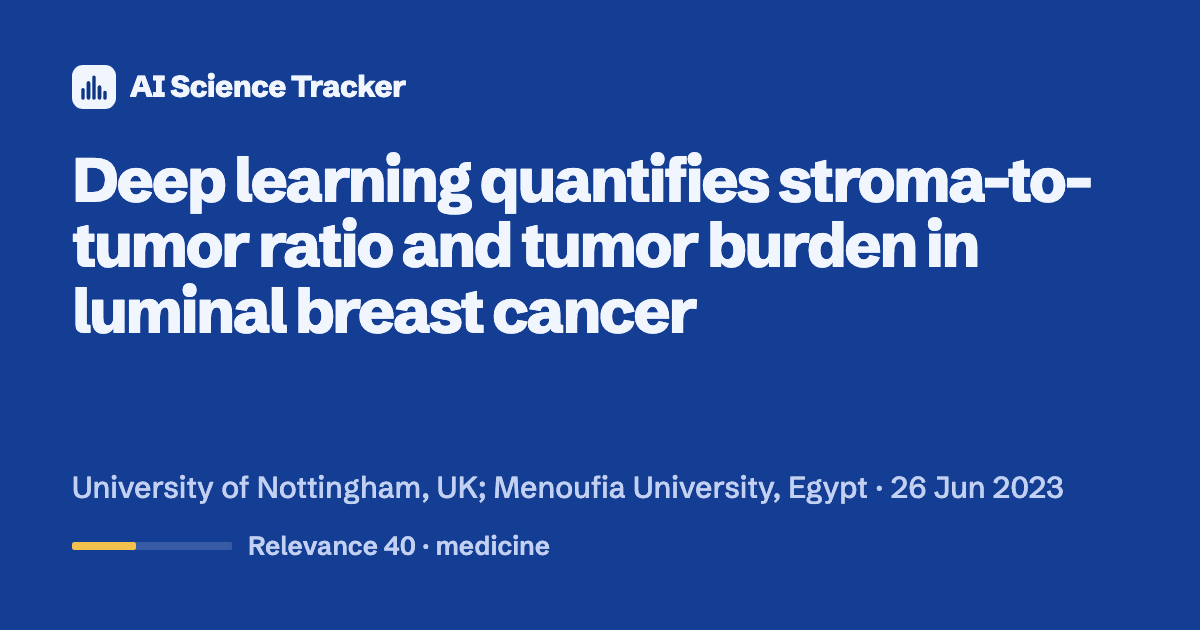 AI Science Tracker
Deep learning quantifies stroma-to-
tumor ratio and tumor burden in
luminal breast cancer
University of Nottingham, UK; Menoufia University, Egypt · 26 Jun 2023
Relevance 40 · medicine